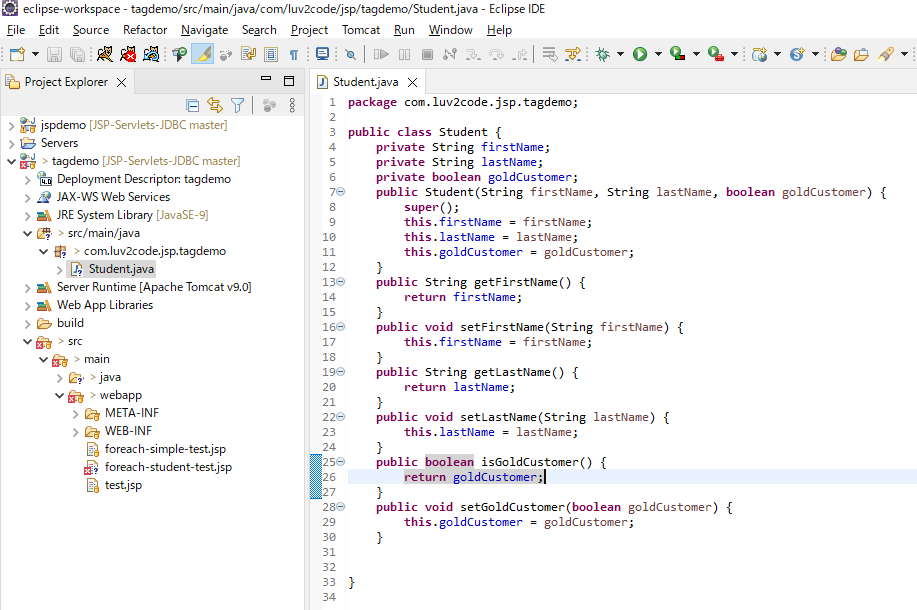 eclipse-workspace - tagdemo/src/main/java/com/luv2code/jsp/tagdemo/Student.java - Eclipse IDE
File Edit Source Refactor Navigate Search Project Tomcat Run Window Help
Project Explorer
jspdemo [JSP-Servlets-JDBC master]
Servers
> tagdemo [JSP-Servlets-JDBC master]
Deployment Descriptor: tagdemo
JAX-WS Web Services
JRE System Library [JavaSE-9]
> src/main/java
> com.luv2code.jsp.tagdemo
Student.java
Server Runtime [Apache Tomcat v9.0]
Web App Libraries
build
> src
> main
> java
> webapp
META-INF
WEB-INF
foreach-simple-test.jsp
foreach-student-test.jsp
test.jsp
Student.java
1 package com.luv2code.jsp.tagdemo;
2
3 public class Student {
4     private String firstName;
5     private String lastName;
6     private boolean goldCustomer;
7     public Student(String firstName, String lastName, boolean goldCustomer) {
8         super();
9         this.firstName = firstName;
10         this.lastName = lastName;
11         this.goldCustomer = goldCustomer;
12     }
13     public String getFirstName() {
14         return firstName;
15     }
16     public void setFirstName(String firstName) {
17         this.firstName = firstName;
18     }
19     public String getLastName() {
20         return lastName;
21     }
22     public void setLastName(String lastName) {
23         this.lastName = lastName;
24     }
25     public boolean isGoldCustomer() {
26         return goldCustomer;
27     }
28     public void setGoldCustomer(boolean goldCustomer) {
29         this.goldCustomer = goldCustomer;
30     }
31
32
33 }
34